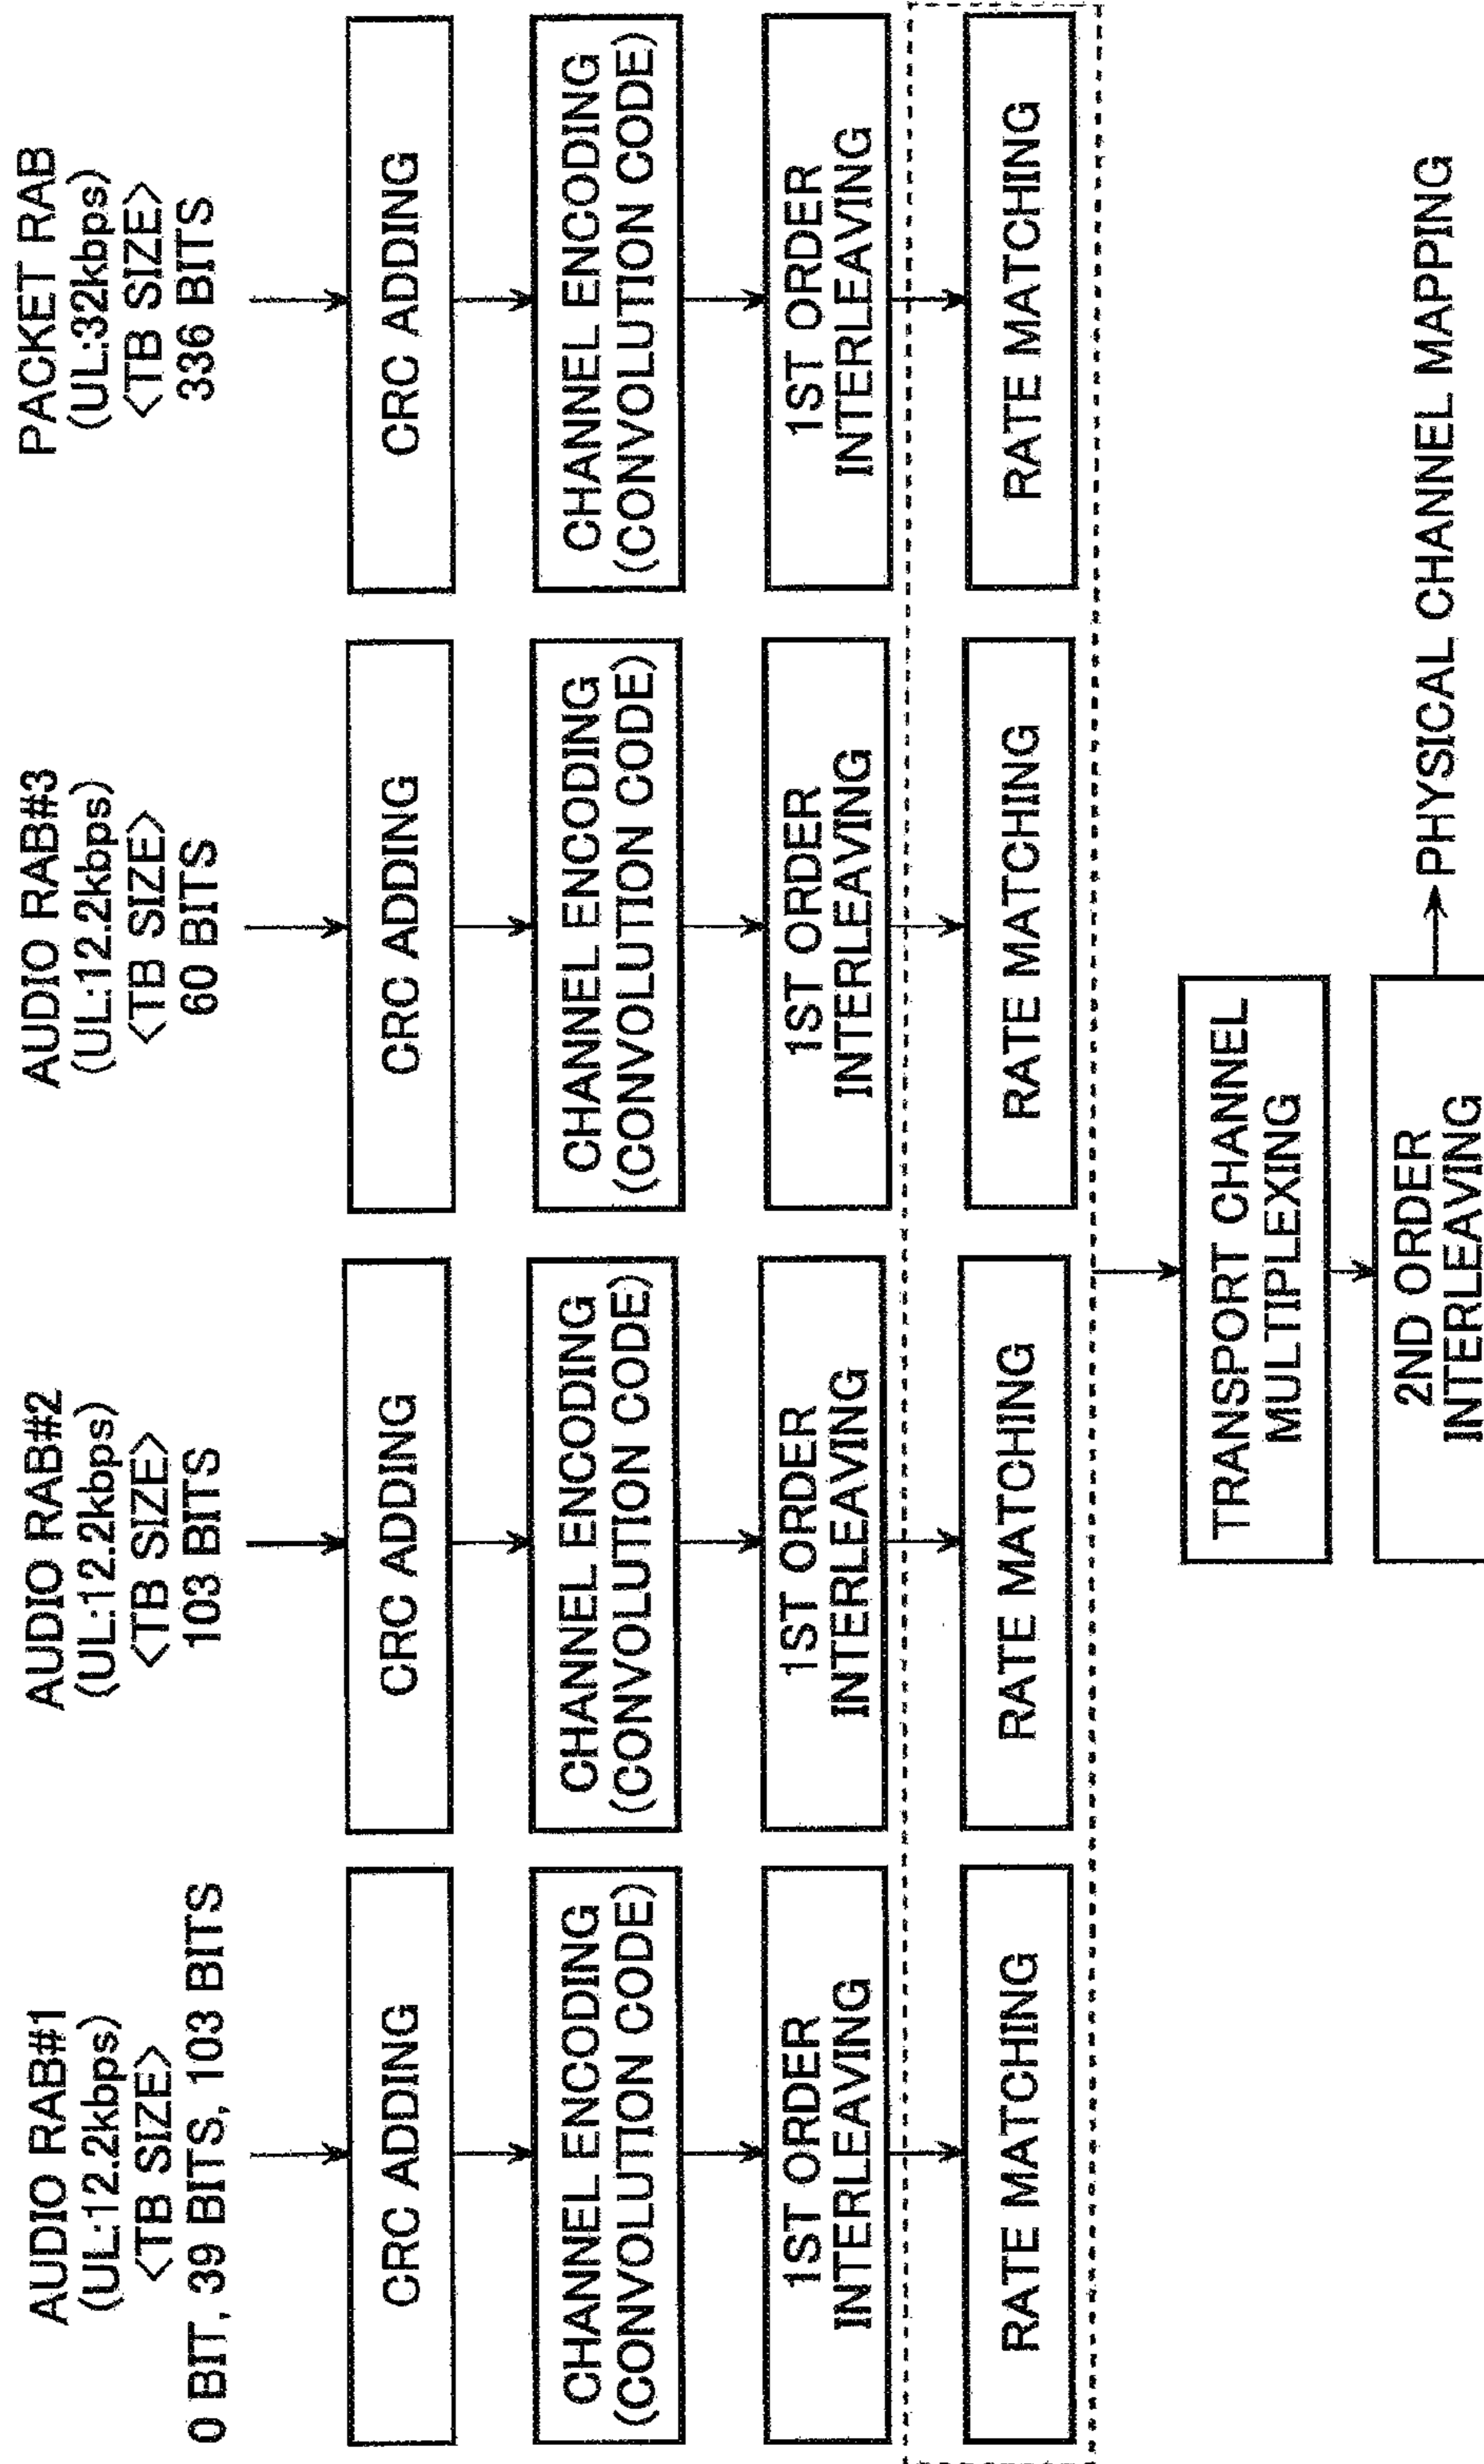 AUDIO RAB#1
(UL:12.2kbps)
<TB SIZE>
0 BIT, 39 BITS, 103 BITS
CRC ADDING
CHANNEL ENCODING
(CONVOLUTION CODE)
1ST ORDER
INTERLEAVING
RATE MATCHING
AUDIO RAB#2
(UL:12.2kbps)
<TB SIZE>
103 BITS
CRC ADDING
CHANNEL ENCODING
(CONVOLUTION CODE)
1ST ORDER
INTERLEAVING
RATE MATCHING
AUDIO RAB#3
(UL:12.2kbps)
<TB SIZE>
60 BITS
CRC ADDING
CHANNEL ENCODING
(CONVOLUTION CODE)
1ST ORDER
INTERLEAVING
RATE MATCHING
PACKET RAB
(UL:32kbps)
<TB SIZE>
336 BITS
CRC ADDING
CHANNEL ENCODING
(CONVOLUTION CODE)
1ST ORDER
INTERLEAVING
RATE MATCHING
TRANSPORT CHANNEL
MULTIPLEXING
2ND ORDER
INTERLEAVING
PHYSICAL CHANNEL MAPPING